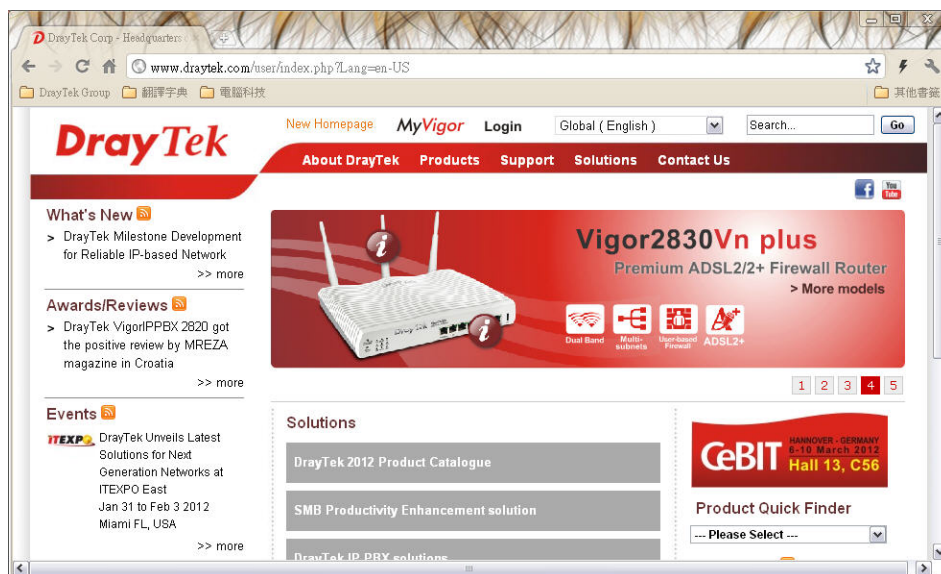 DrayTek Corp - Headquarters
www.draytek.com/user/index.php?Lang=en-US
DrayTek Group 翻譯字典 電腦科技 其他書籤
DrayTek
New Homepage MyVigor Login Global ( English ) Search... Go
About DrayTek Products Support Solutions Contact Us
You Tube
What's New
> DrayTek Milestone Development
for Reliable IP-based Network
>> more
Awards/Reviews
> DrayTek VigorIPPBX 2820 got
the positive review by MREZA
magazine in Croatia
>> more
Events
ITEXPO DrayTek Unveils Latest
Solutions for Next
Generation Networks at
ITEXPO East
Jan 31 to Feb 3 2012
Miami FL, USA
>> more
Vigor2830Vn plus
Premium ADSL2/2+ Firewall Router
> More models
Dual Band Multi-subnets User-based Firewall ADSL2+
1 2 3 4 5
Solutions
DrayTek 2012 Product Catalogue
SMB Productivity Enhancement solution
DrayTek IP PBX solutions
CeBIT
HANNOVER - GERMANY
6-10 March 2012
Hall 13, C56
Product Quick Finder
--- Please Select ---